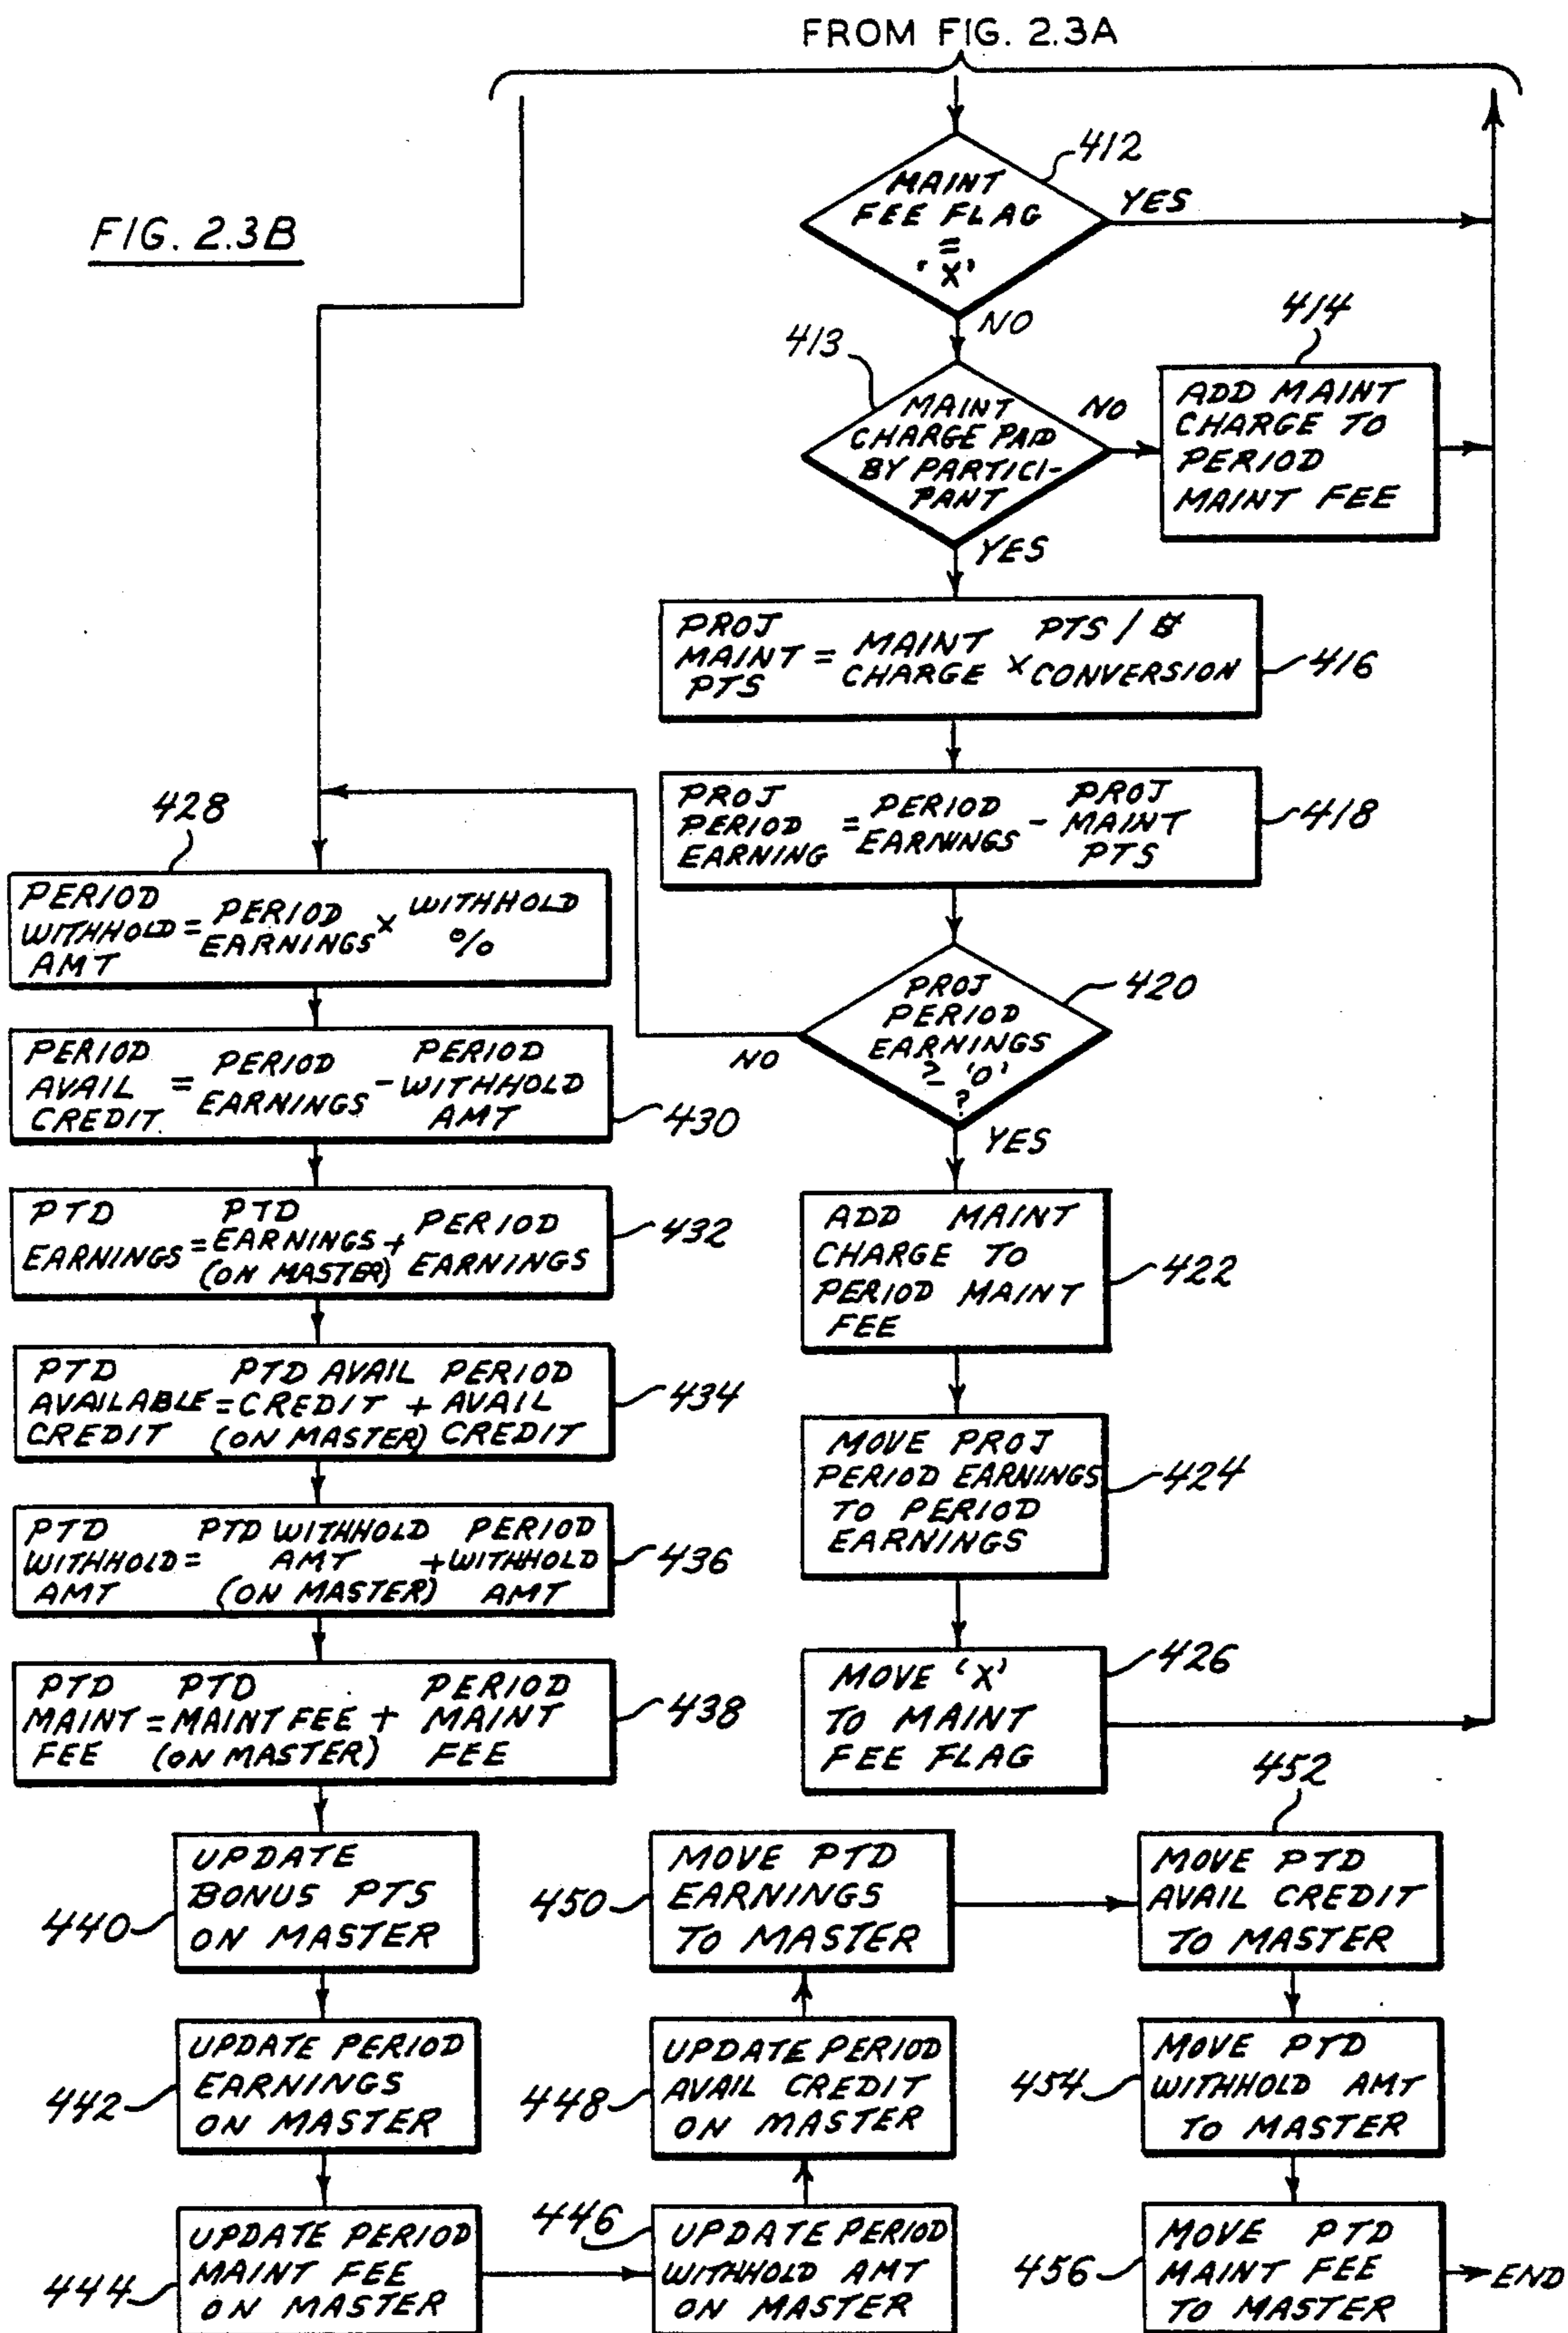 FROM FIG. 2.3A
FIG. 2.3B
412
MAINT
FEE FLAG
=
'X'
YES
NO
413
MAINT
CHARGE PAID
BY PARTICI-
PANT
NO
YES
414
ADD MAINT
CHARGE TO
PERIOD
MAINT FEE
PROJ
MAINT
PTS
=
MAINT
CHARGE
×
PTS / $
CONVERSION
416
PROJ
PERIOD
EARNING
=
PERIOD
EARNINGS
-
PROJ
MAINT
PTS
418
PROJ
PERIOD
EARNINGS
≥ '0'
?
420
NO
YES
ADD MAINT
CHARGE TO
PERIOD MAINT
FEE
422
MOVE PROJ
PERIOD EARNINGS
TO PERIOD
EARNINGS
424
MOVE 'X'
TO MAINT
FEE FLAG
426
428
PERIOD
WITHHOLD
AMT
=
PERIOD
EARNINGS
×
WITHHOLD
%
PERIOD
AVAIL
CREDIT
=
PERIOD
EARNINGS
-
PERIOD
WITHHOLD
AMT
430
PTD
EARNINGS
=
PTD
EARNINGS
(ON MASTER)
+
PERIOD
EARNINGS
432
PTD
AVAILABLE
CREDIT
=
PTD AVAIL
CREDIT
(ON MASTER)
+
PERIOD
AVAIL
CREDIT
434
PTD
WITHHOLD
AMT
=
PTD WITHHOLD
AMT
(ON MASTER)
+
PERIOD
WITHHOLD
AMT
436
PTD
MAINT
FEE
=
PTD
MAINT FEE
(ON MASTER)
+
PERIOD
MAINT
FEE
438
440
UPDATE
BONUS PTS
ON MASTER
442
UPDATE PERIOD
EARNINGS
ON MASTER
444
UPDATE PERIOD
MAINT FEE
ON MASTER
446
UPDATE PERIOD
WITHHOLD AMT
ON MASTER
448
UPDATE PERIOD
AVAIL CREDIT
ON MASTER
450
MOVE PTD
EARNINGS
TO MASTER
452
MOVE PTD
AVAIL CREDIT
TO MASTER
454
MOVE PTD
WITHHOLD AMT
TO MASTER
456
MOVE PTD
MAINT FEE
TO MASTER
END